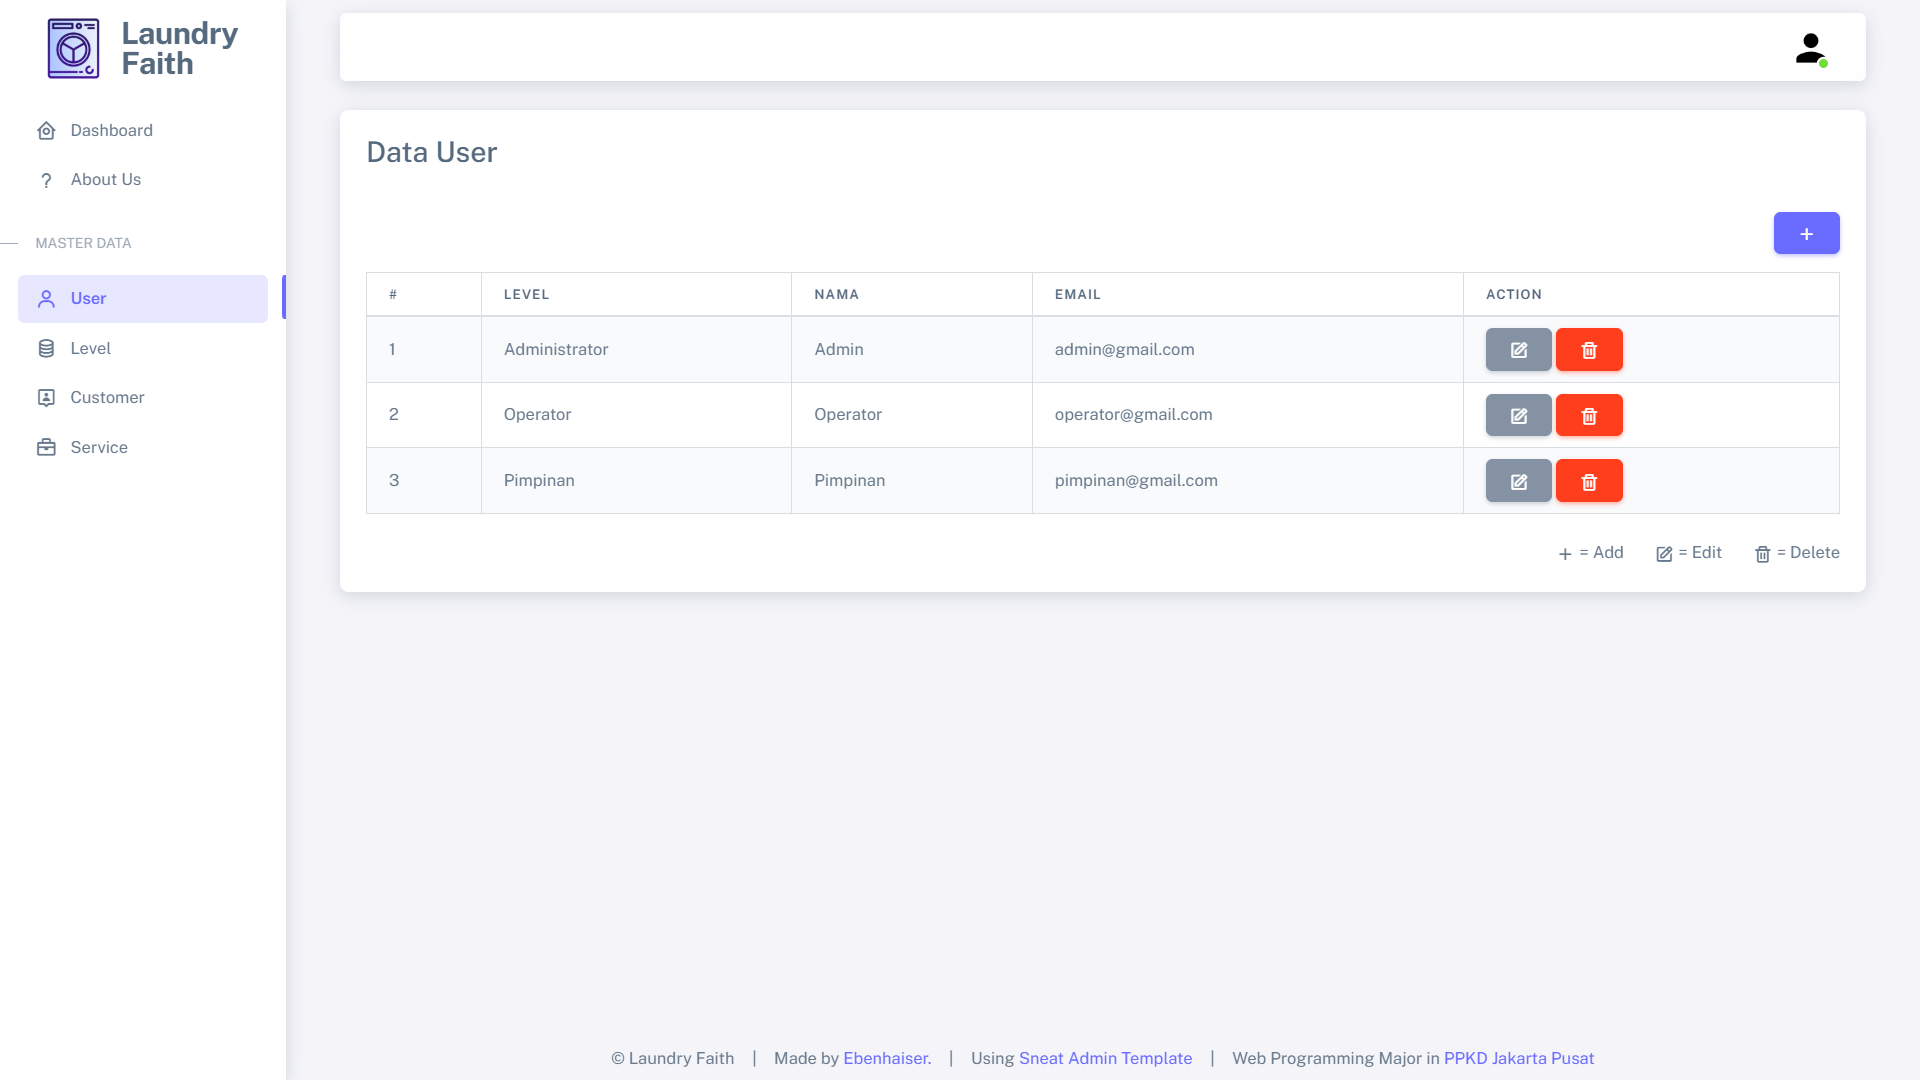 Laundry
Faith
Dashboard
? About Us
MASTER DATA
User
Level
Customer
Service
Data User
+
# LEVEL NAMA EMAIL ACTION
1 Administrator Admin admin@gmail.com
2 Operator Operator operator@gmail.com
3 Pimpinan Pimpinan pimpinan@gmail.com
+ = Add = Edit = Delete
© Laundry Faith | Made by Ebenhaiser. | Using Sneat Admin Template | Web Programming Major in PPKD Jakarta Pusat